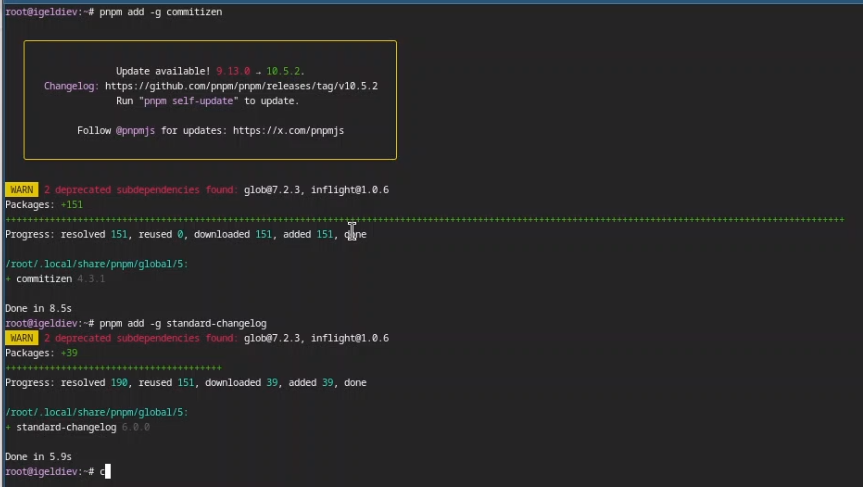 root@igeldiev:~# pnpm add -g commitizen
Update available! 9.13.0 → 10.5.2.
Changelog: https://github.com/pnpm/pnpm/releases/tag/v10.5.2
Run "pnpm self-update" to update.
Follow @pnpmjs for updates: https://x.com/pnpmjs
WARN 2 deprecated subdependencies found: glob@7.2.3, inflight@1.0.6
Packages: +151
+++++++++++++++++++++++++++++++++++++++++++++++++++++++++++++++++++++++++++++++++++++++++++++++++++++++++++++++++++++++++++++++++++++++++++++++++++++++
Progress: resolved 151, reused 0, downloaded 151, added 151, done
/root/.local/share/pnpm/global/5:
+ commitizen 4.3.1
Done in 8.5s
root@igeldiev:~# pnpm add -g standard-changelog
WARN 2 deprecated subdependencies found: glob@7.2.3, inflight@1.0.6
Packages: +39
+++++++++++++++++++++++++++++++++++++++
Progress: resolved 190, reused 151, downloaded 39, added 39, done
/root/.local/share/pnpm/global/5:
+ standard-changelog 6.0.0
Done in 5.9s
root@igeldiev:~# c